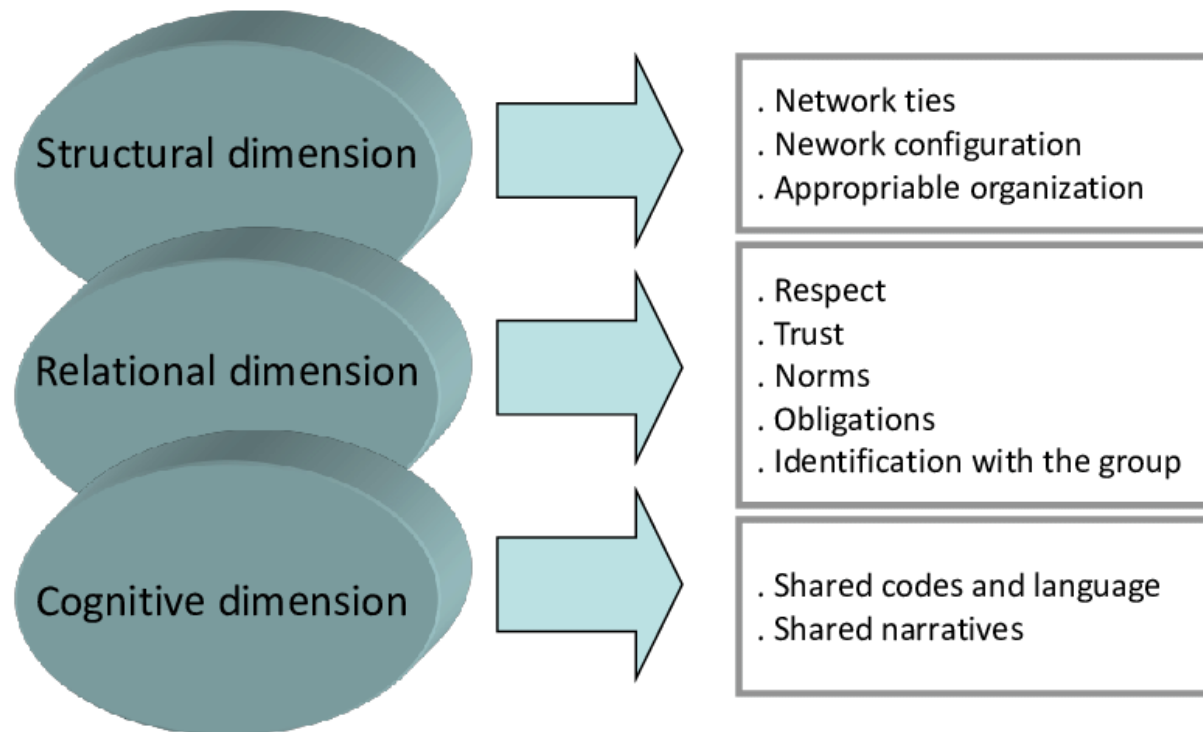 Structural dimension
. Network ties
. Nework configuration
. Appropriable organization
Relational dimension
. Respect
. Trust
. Norms
. Obligations
. Identification with the group
Cognitive dimension
. Shared codes and language
. Shared narratives